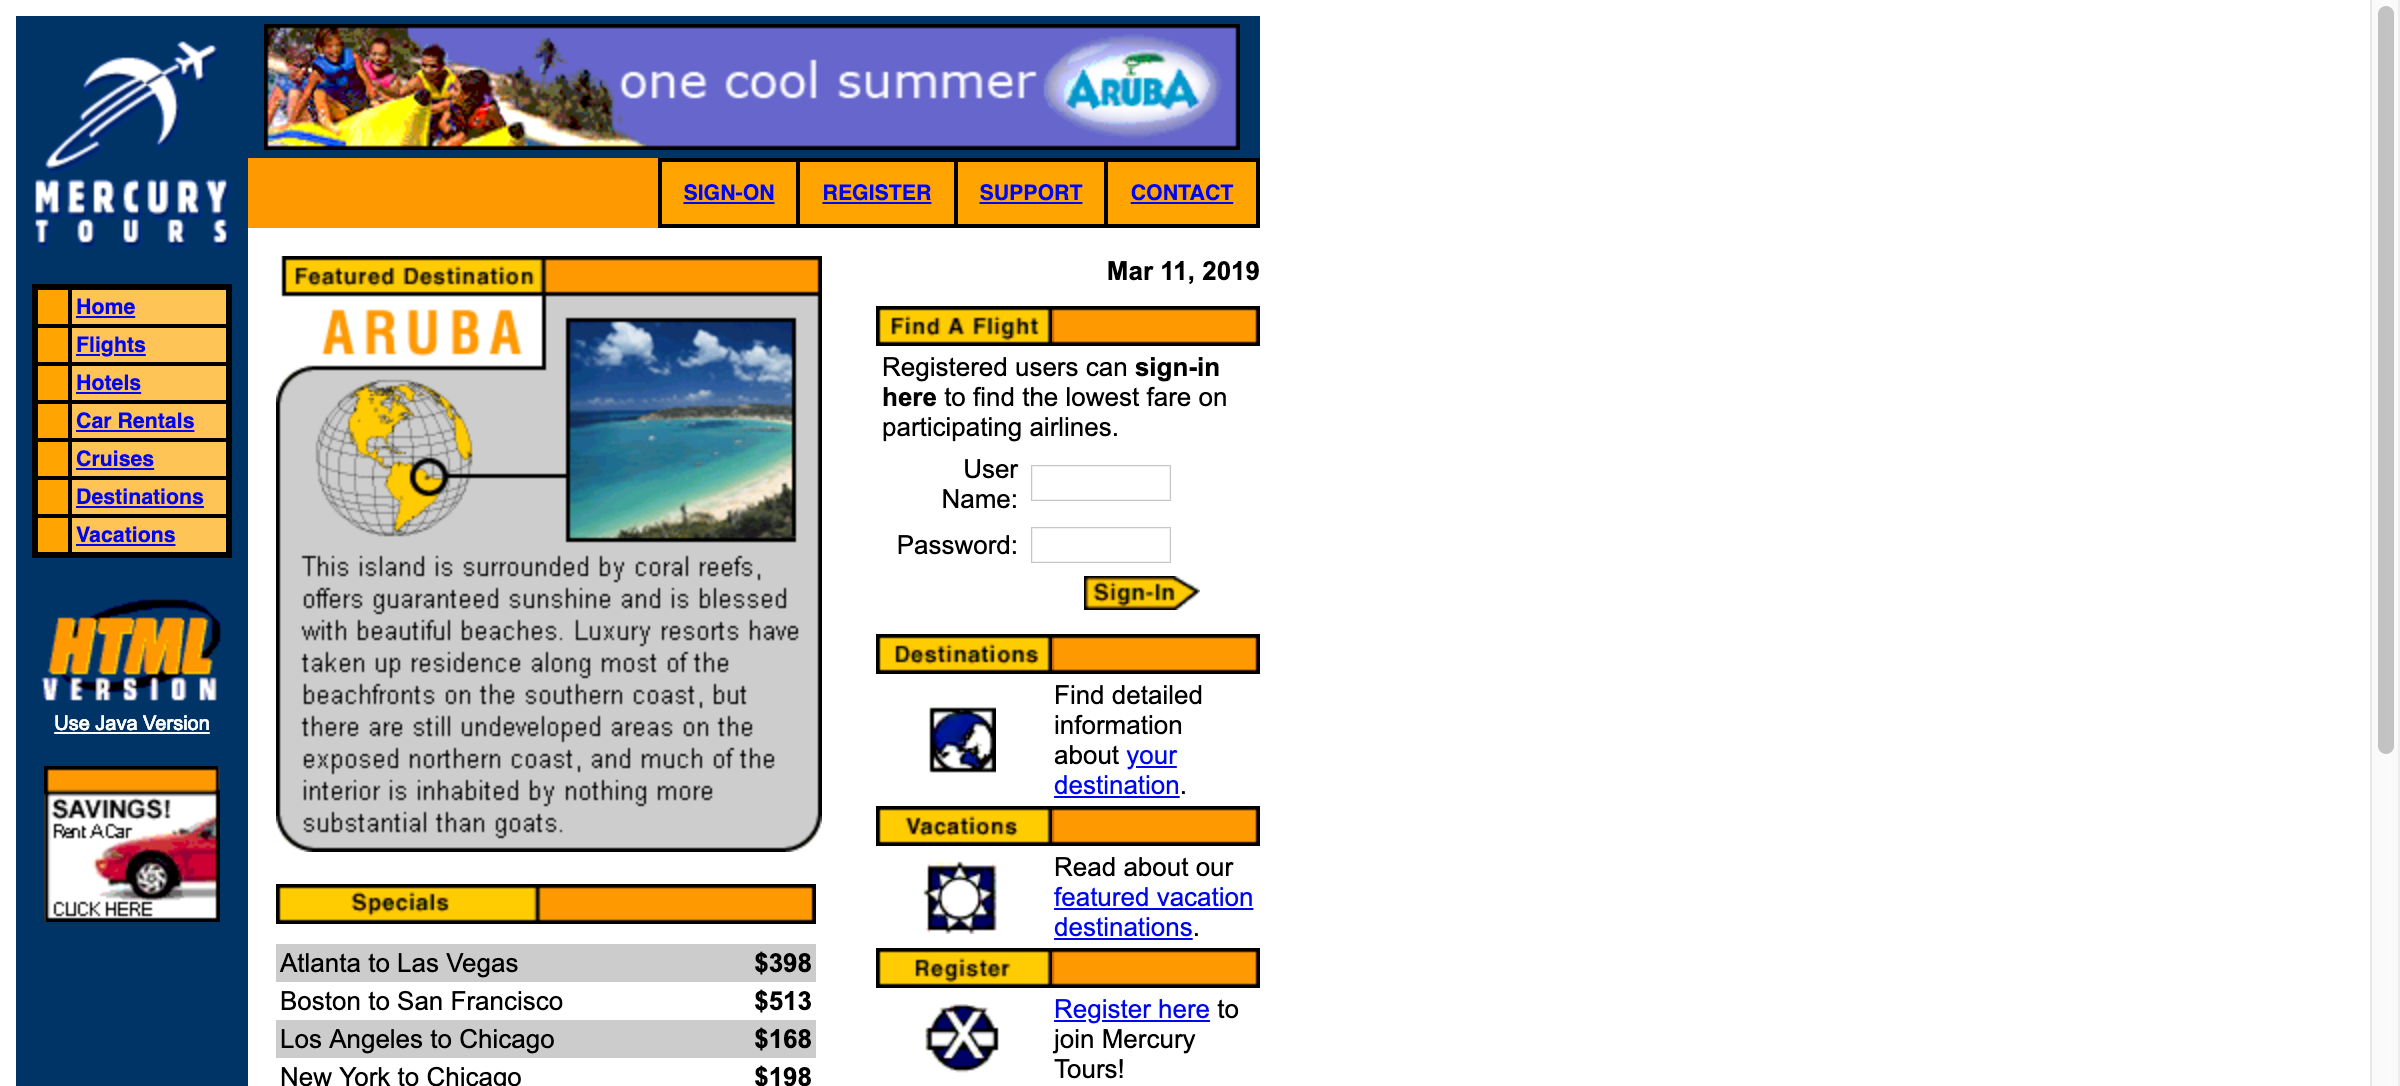 one cool summer ARUBA
MERCURY
TOURS
SIGN-ON REGISTER SUPPORT CONTACT
Home
Flights
Hotels
Car Rentals
Cruises
Destinations
Vacations
HTML
VERSION
Use Java Version
SAVINGS!
Rent A Car
CLICK HERE
Featured Destination
ARUBA
This island is surrounded by coral reefs,
offers guaranteed sunshine and is blessed
with beautiful beaches. Luxury resorts have
taken up residence along most of the
beachfronts on the southern coast, but
there are still undeveloped areas on the
exposed northern coast, and much of the
interior is inhabited by nothing more
substantial than goats.
Specials
Atlanta to Las Vegas $398
Boston to San Francisco $513
Los Angeles to Chicago $168
New York to Chicago $198
Mar 11, 2019
Find A Flight
Registered users can sign-in
here to find the lowest fare on
participating airlines.
User
Name:
Password:
Sign-In
Destinations
Find detailed
information
about your
destination.
Vacations
Read about our
featured vacation
destinations.
Register
Register here to
join Mercury
Tours!